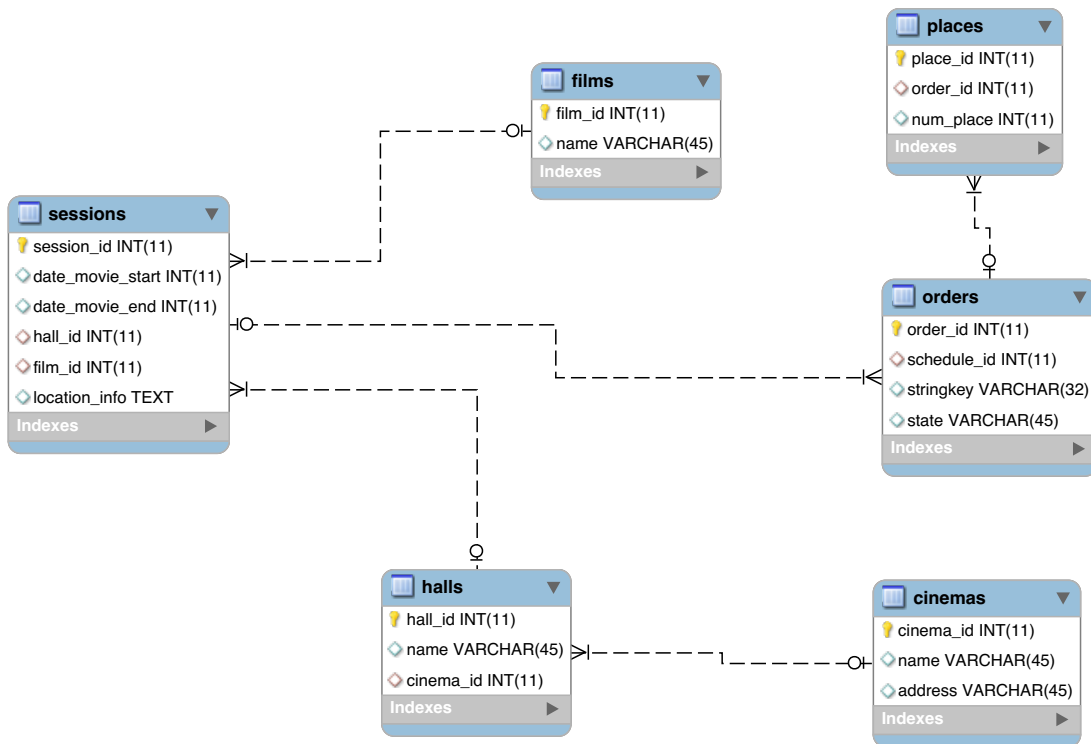 places
place_id INT(11)
order_id INT(11)
num_place INT(11)
Indexes
films
film_id INT(11)
name VARCHAR(45)
Indexes
sessions
session_id INT(11)
date_movie_start INT(11)
date_movie_end INT(11)
hall_id INT(11)
film_id INT(11)
location_info TEXT
Indexes
orders
order_id INT(11)
schedule_id INT(11)
stringkey VARCHAR(32)
state VARCHAR(45)
Indexes
halls
hall_id INT(11)
name VARCHAR(45)
cinema_id INT(11)
Indexes
cinemas
cinema_id INT(11)
name VARCHAR(45)
address VARCHAR(45)
Indexes